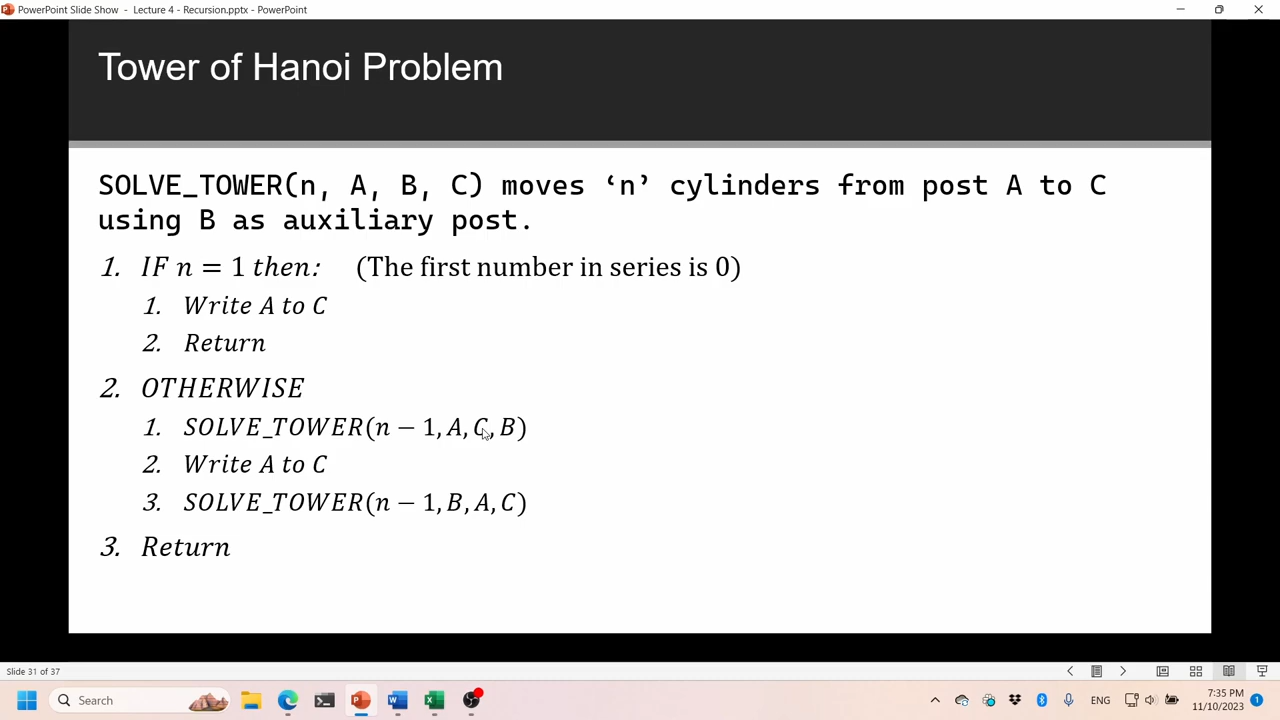 PowerPoint Slide Show - Lecture 4 - Recursion.pptx - PowerPoint
Tower of Hanoi Problem
SOLVE_TOWER(n, A, B, C) moves ‘n’ cylinders from post A to C
using B as auxiliary post.
1. IF n = 1 then: (The first number in series is 0)
1. Write A to C
2. Return
2. OTHERWISE
1. SOLVE_TOWER(n − 1, A, C, B)
2. Write A to C
3. SOLVE_TOWER(n − 1, B, A, C)
3. Return
Slide 31 of 37
Search
ENG
7:35 PM
11/10/2023
1